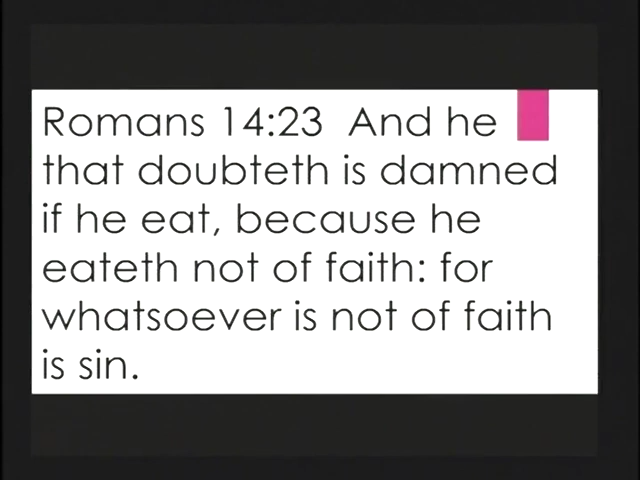 Romans 14:23  And he
that doubteth is damned
if he eat, because he
eateth not of faith: for
whatsoever is not of faith
is sin.